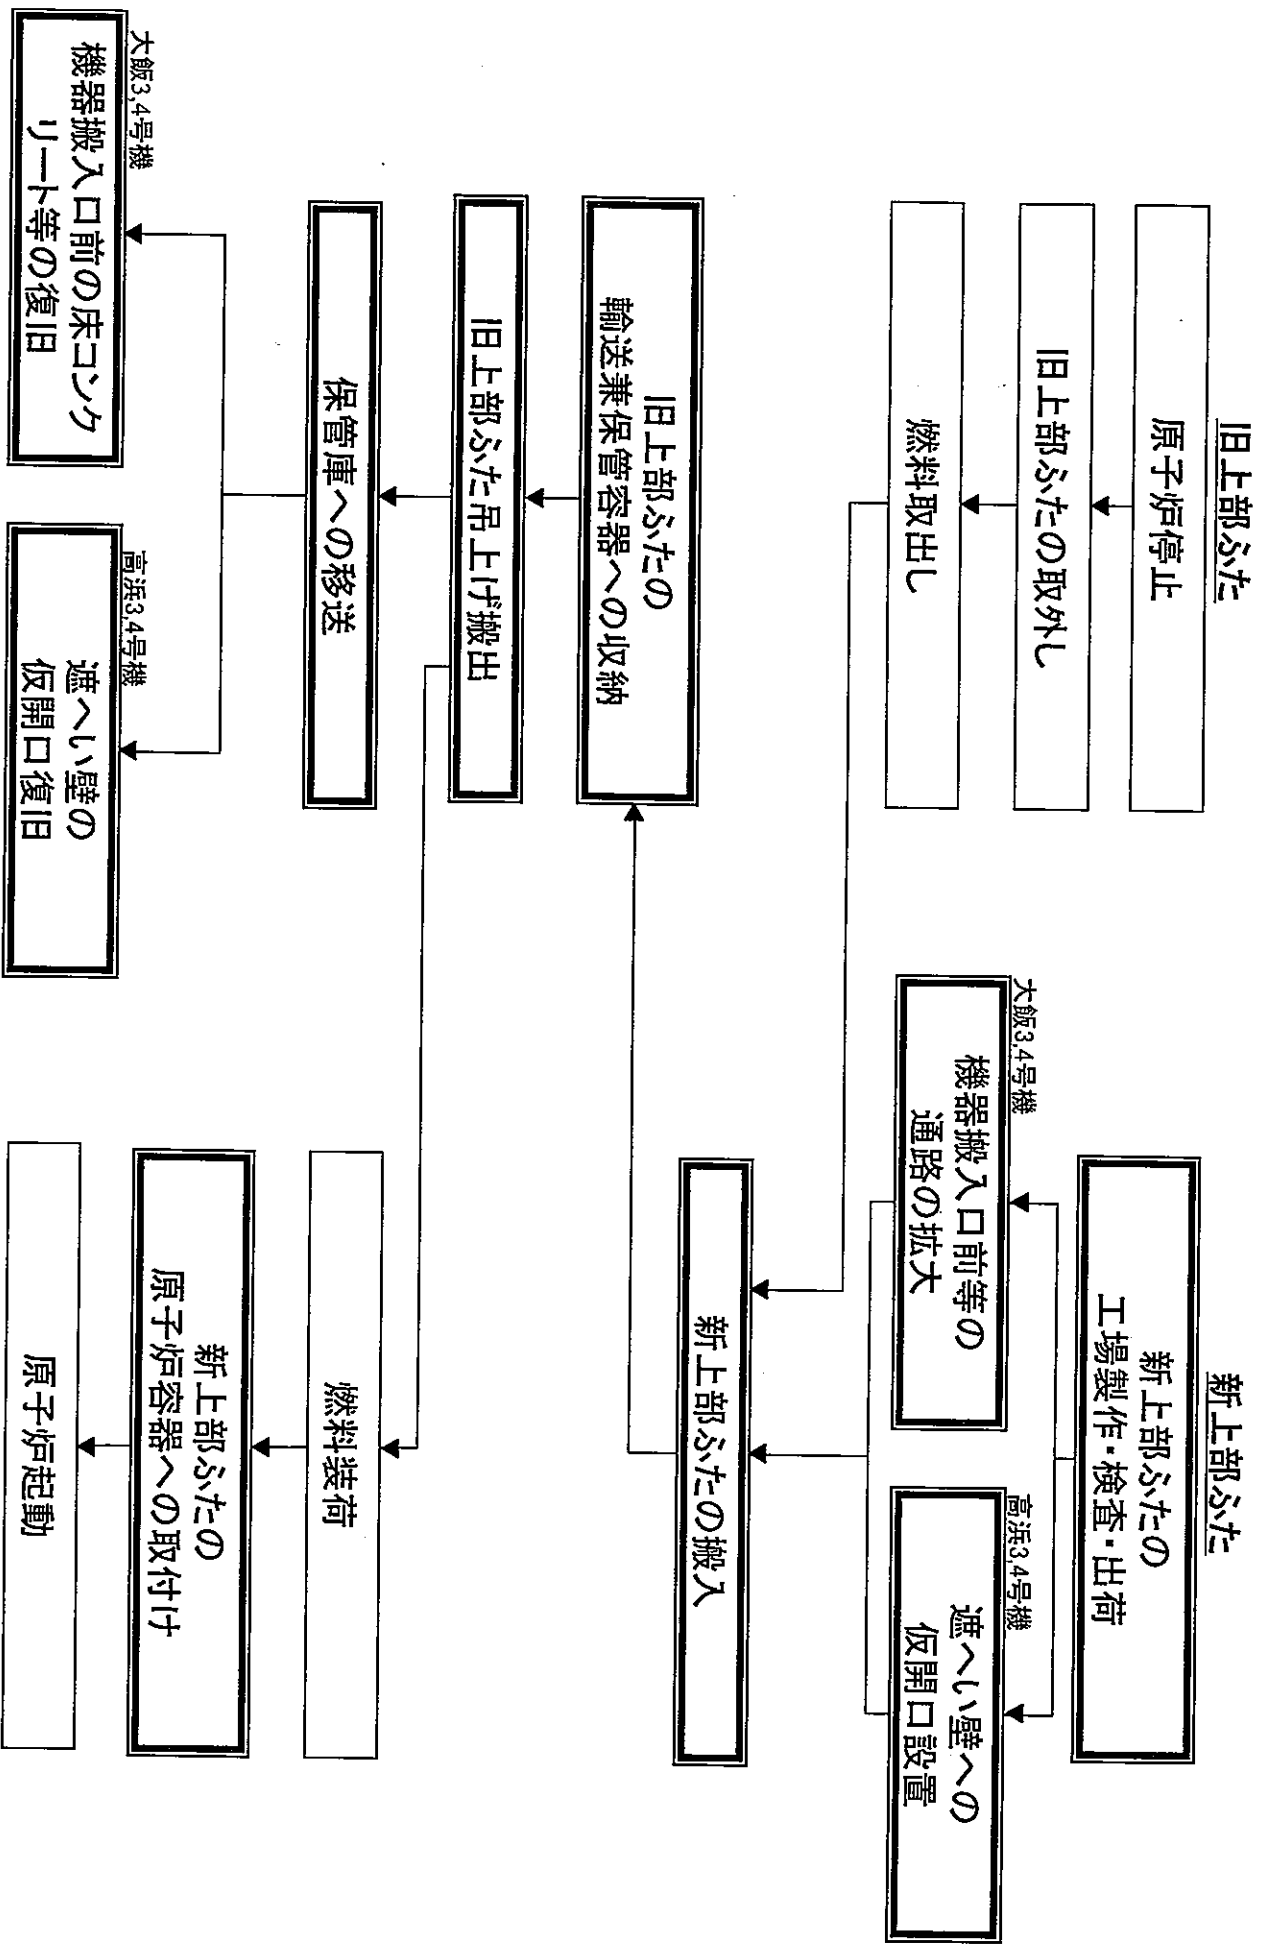 旧上部ふた
原子炉停止
旧上部ふたの取外し
燃料取出し
旧上部ふたの
輸送兼保管容器への収納
旧上部ふた吊上げ搬出
保管庫への移送
大飯3,4号機
機器搬入口前の床コンク
リート等の復旧
高浜3,4号機
遮へい壁の
仮開口復旧
新上部ふた
新上部ふたの
工場製作・検査・出荷
大飯3,4号機
機器搬入口前等の
通路の拡大
高浜3,4号機
遮へい壁への
仮開口設置
新上部ふたの搬入
燃料装荷
新上部ふたの
原子炉容器への取付け
原子炉起動